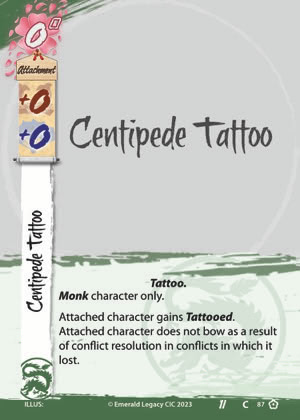 0
Attachment
+0
+0
Centipede Tattoo
Centipede Tattoo
Tattoo.
Monk character only.
Attached character gains Tattooed.
Attached character does not bow as a result
of conflict resolution in conflicts in which it
lost.
ILLUS: © Emerald Legacy CIC 2023 C 87